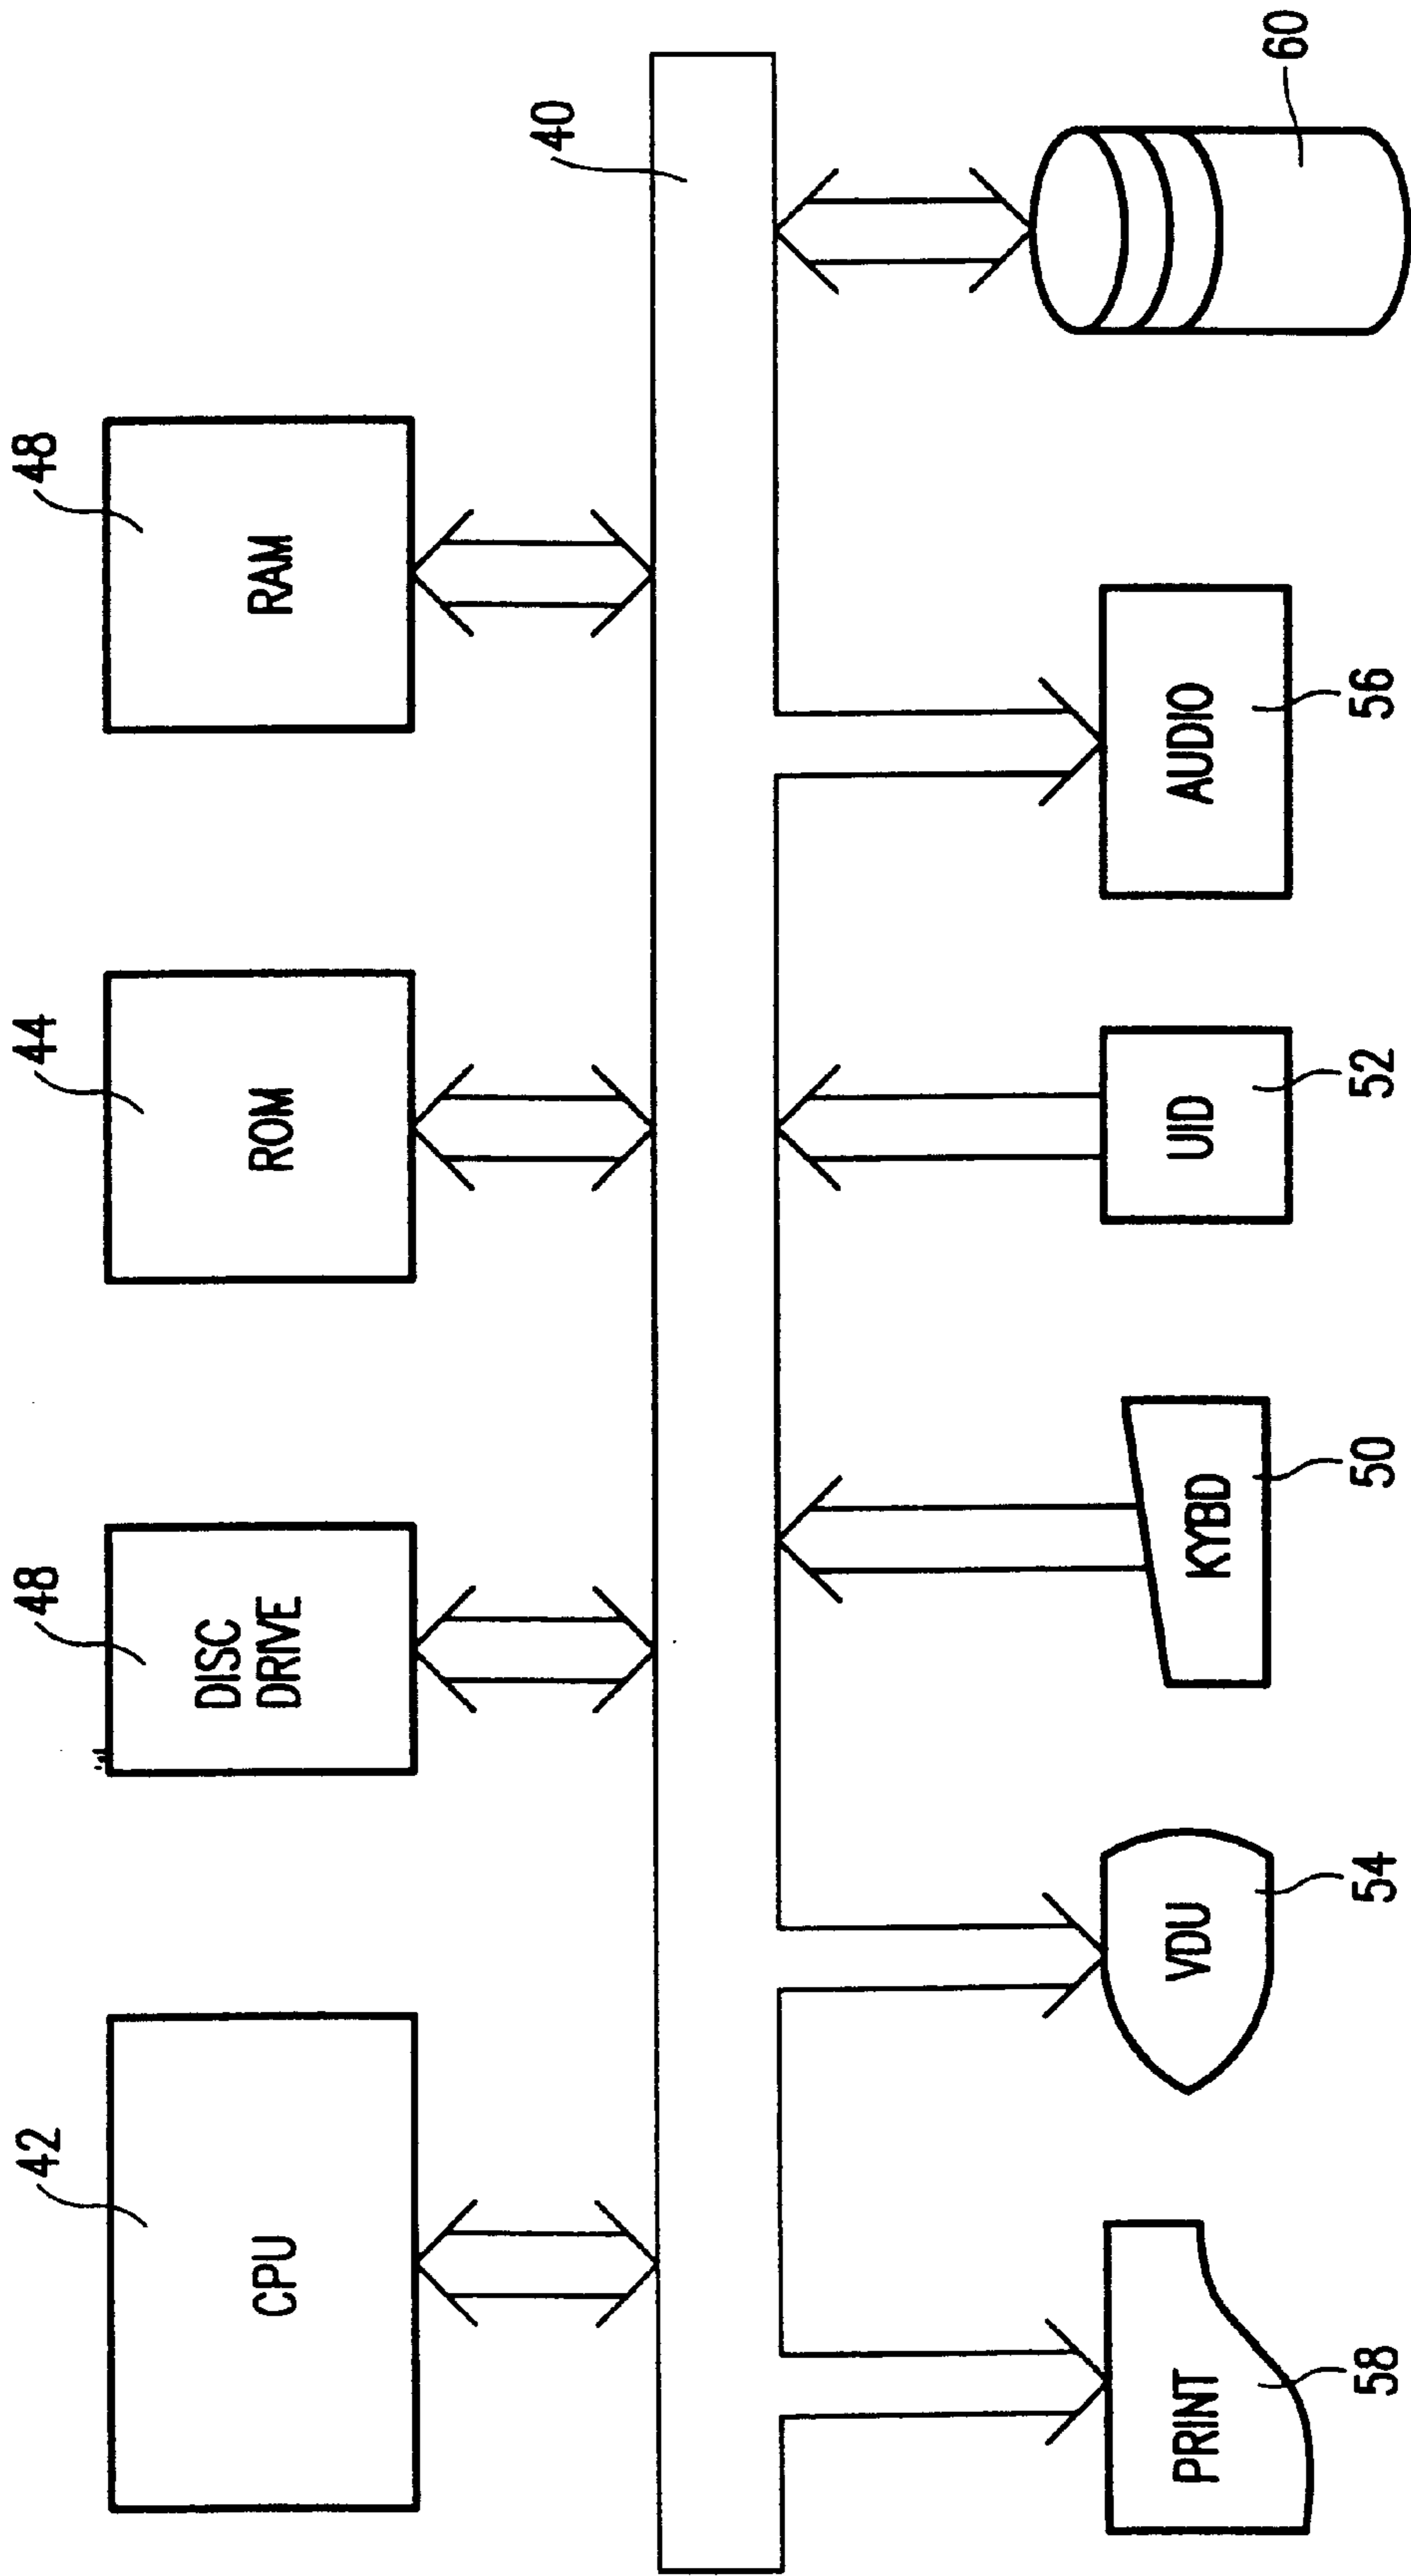 42
CPU
48
DISC
DRIVE
44
ROM
48
RAM
40
PRINT
58
VDU
54
KYBD
50
UID
52
AUDIO
56
60